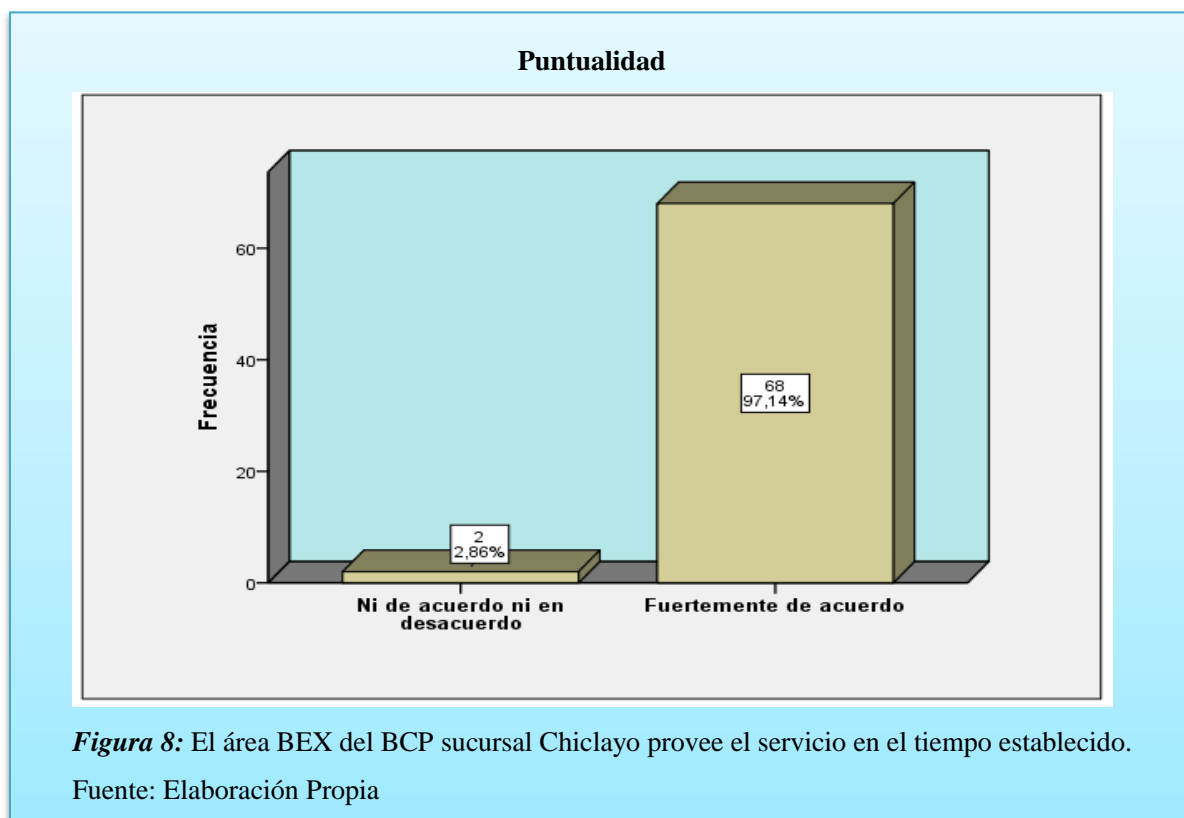 Puntualidad
Frecuencia
60
40
20
0
2
2,86%
68
97,14%
Ni de acuerdo ni en
desacuerdo
Fuertemente de acuerdo
Figura 8: El área BEX del BCP sucursal Chiclayo provee el servicio en el tiempo establecido.
Fuente: Elaboración Propia